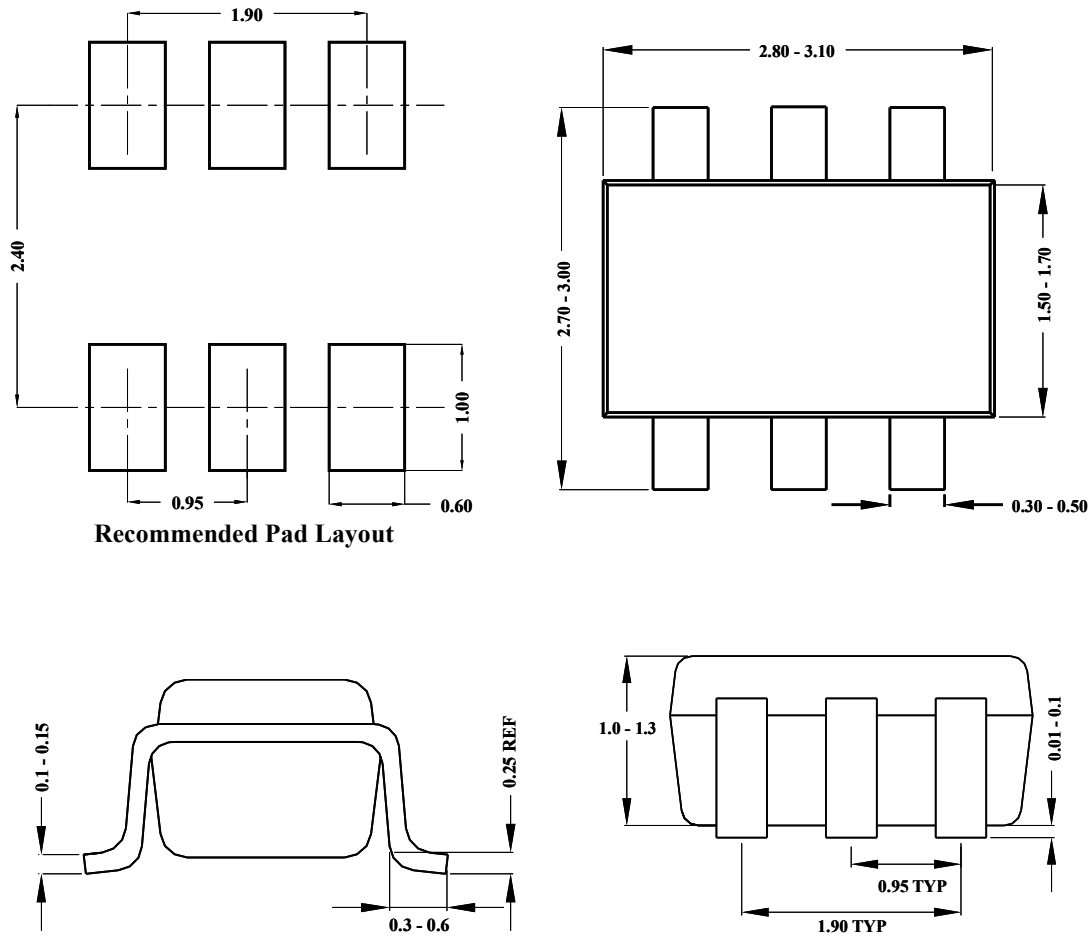 1.90
2.40
1.00
0.95
0.60
Recommended Pad Layout
2.80 - 3.10
2.70 - 3.00
1.50 - 1.70
0.30 - 0.50
0.1 - 0.15
0.25 REF
0.3 - 0.6
1.0 - 1.3
0.01 - 0.1
0.95 TYP
1.90 TYP